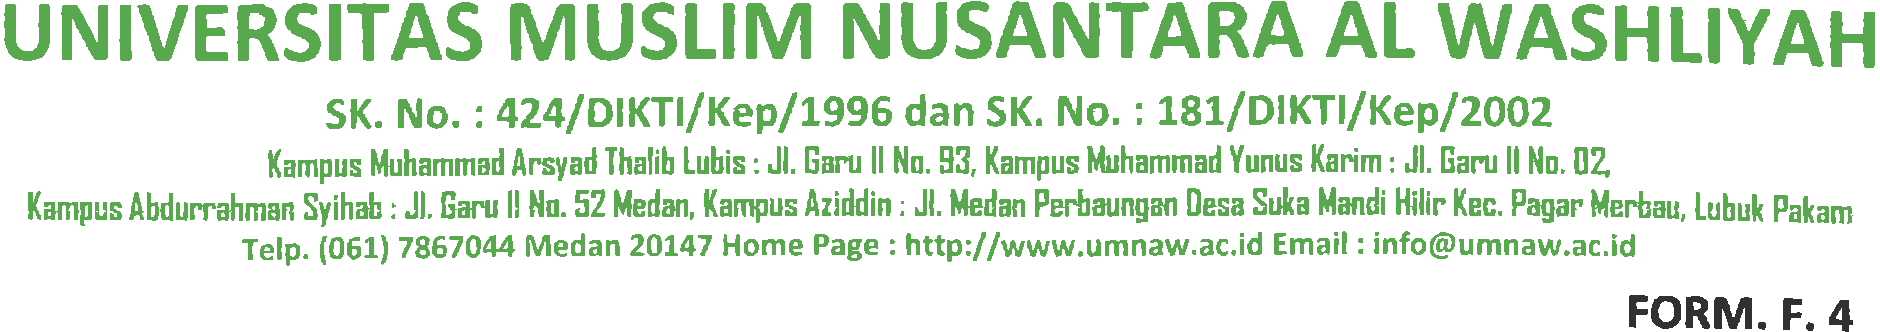 UNIVERSITAS MUSLIM NUSANTARA AL WASHLIYAH
SK. No. : 424/DIKTI/Kep/1996 dan SK. No. : 181/DIKTI/Kep/2002
Kampus Muhammad Arsyad Thalib Lubis : Jl. Garu II No. 93, Kampus Muhammad Yunus Karim : Jl. Garu II No. 02,
Kampus Abdurrahman Syihab : Jl. Garu II No. 52 Medan, Kampus Aziddin : Jl. Medan Perbaungan Desa Suka Mandi Hilir Kec. Pagar Merbau, Lubuk Pakam
Telp. (061) 7867044 Medan 20147 Home Page : http://www.umnaw.ac.id Email : info@umnaw.ac.id
FORM. F. 4